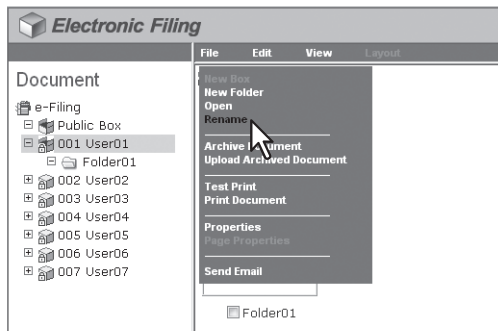 Electronic Filing
File Edit View Layout
Document
e-Filing
Public Box
001 User01
Folder01
002 User02
003 User03
004 User04
005 User05
006 User06
007 User07
New Box
New Folder
Open
Rename
Archive Document
Upload Archived Document
Test Print
Print Document
Properties
Page Properties
Send Email
Folder01